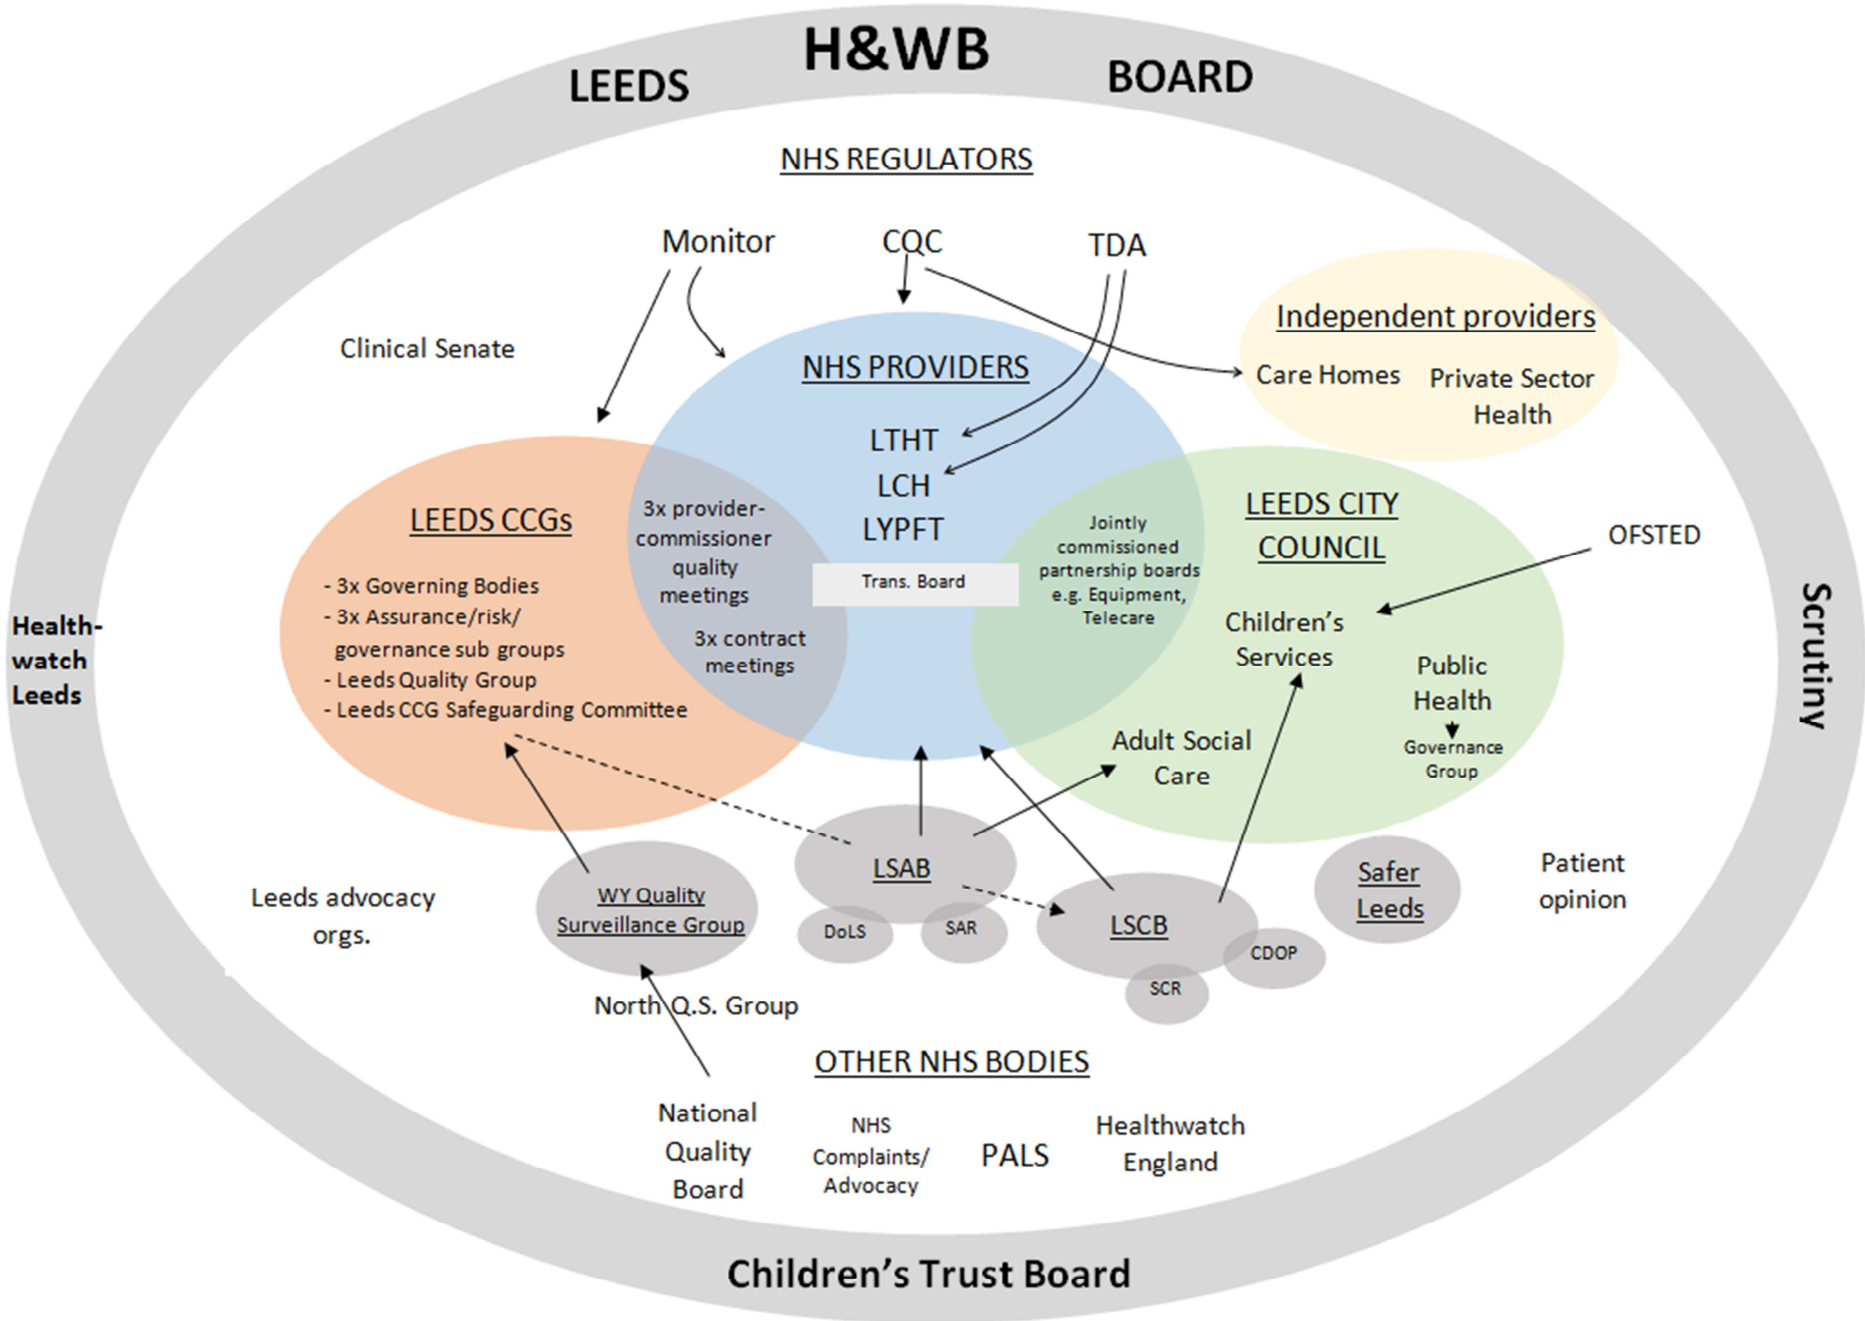 H&WB
LEEDS
BOARD
NHS REGULATORS
Monitor
CQC
TDA
Clinical Senate
Independent providers
Care Homes
Private Sector
Health
NHS PROVIDERS
LTHT
LCH
LYPFT
Trans. Board
LEEDS CCGs
- 3x Governing Bodies
- 3x Assurance/risk/
governance sub groups
- Leeds Quality Group
- Leeds CCG Safeguarding Committee
3x provider-
commissioner
quality
meetings
3x contract
meetings
Jointly
commissioned
partnership boards
e.g. Equipment,
Telecare
LEEDS CITY
COUNCIL
Children’s
Services
Public
Health
Governance
Group
Adult Social
Care
OFSTED
Health-
watch
Leeds
Scrutiny
Leeds advocacy
orgs.
WY Quality
Surveillance Group
North Q.S. Group
LSAB
DoLS
SAR
LSCB
SCR
CDOP
Safer
Leeds
Patient
opinion
OTHER NHS BODIES
National
Quality
Board
NHS
Complaints/
Advocacy
PALS
Healthwatch
England
Children’s Trust Board